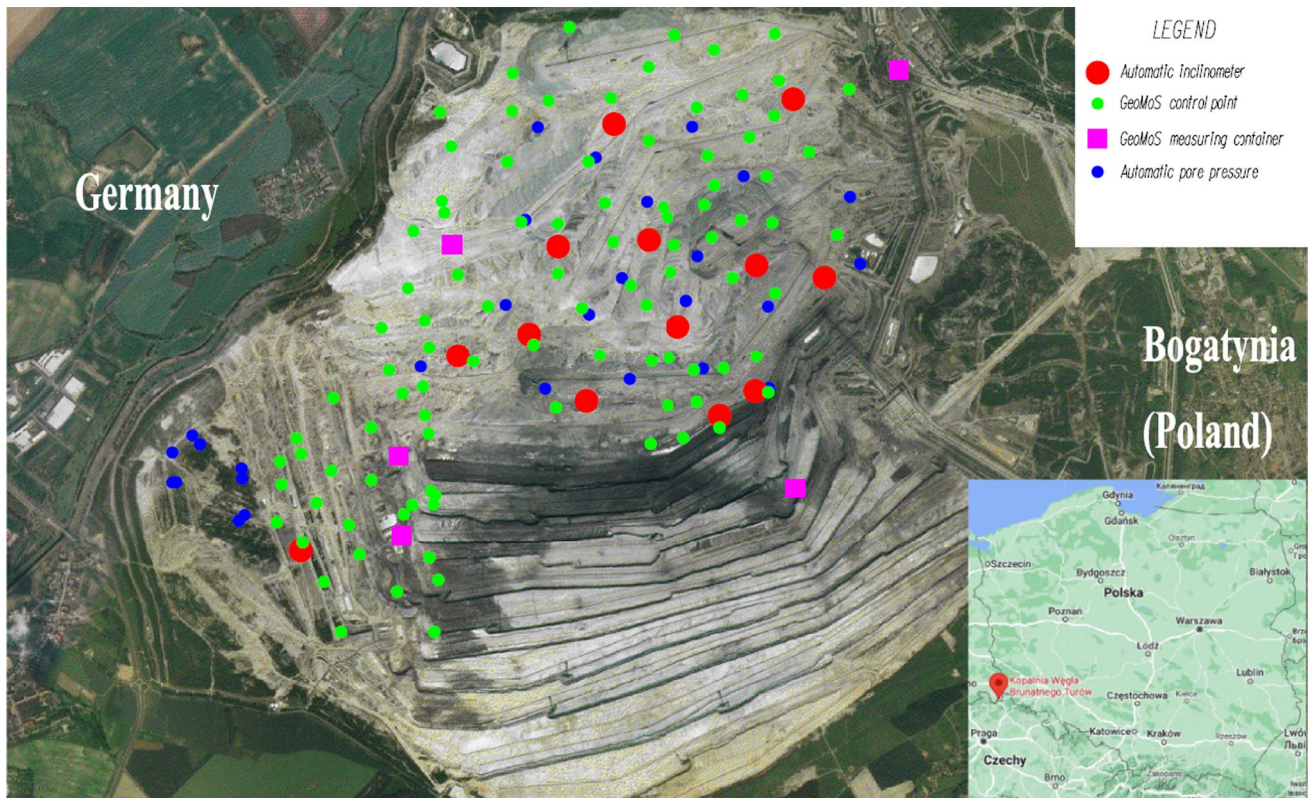 LEGEND
Automatic inclinometer
GeoMoS control point
GeoMoS measuring container
Automatic pore pressure
Germany
Bogatynia
(Poland)
Kaliningrad
Gdynia
Gdańsk
Olsztyn
Szczecin
Bydgoszcz
Białystok
Polska
Poznań
Warszawa
Łódź
Lublin
Kopalnia Węgla
Brunatnego Turów
Częstochowa
Kielce
Katowice
Kraków
Rzeszów
Praga
Czechy
Zakopane
Brno